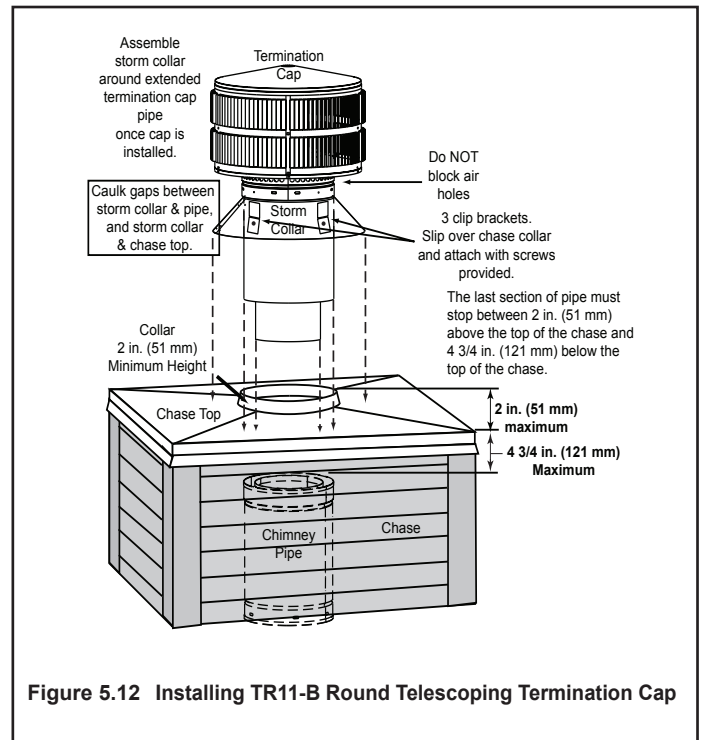 Assemble
storm collar
around extended
termination cap
pipe
once cap is
installed.
Termination
Cap
Do NOT
block air
holes
Caulk gaps between
storm collar & pipe,
and storm collar
& chase top.
Storm
Collar
3 clip brackets.
Slip over chase collar
and attach with screws
provided.
The last section of pipe must
stop between 2 in. (51 mm)
above the top of the chase and
4 3/4 in. (121 mm) below the
top of the chase.
Collar
2 in. (51 mm)
Minimum Height
Chase Top
2 in. (51 mm)
maximum
4 3/4 in. (121 mm)
Maximum
Chimney
Pipe
Chase
Figure 5.12 Installing TR11-B Round Telescoping Termination Cap